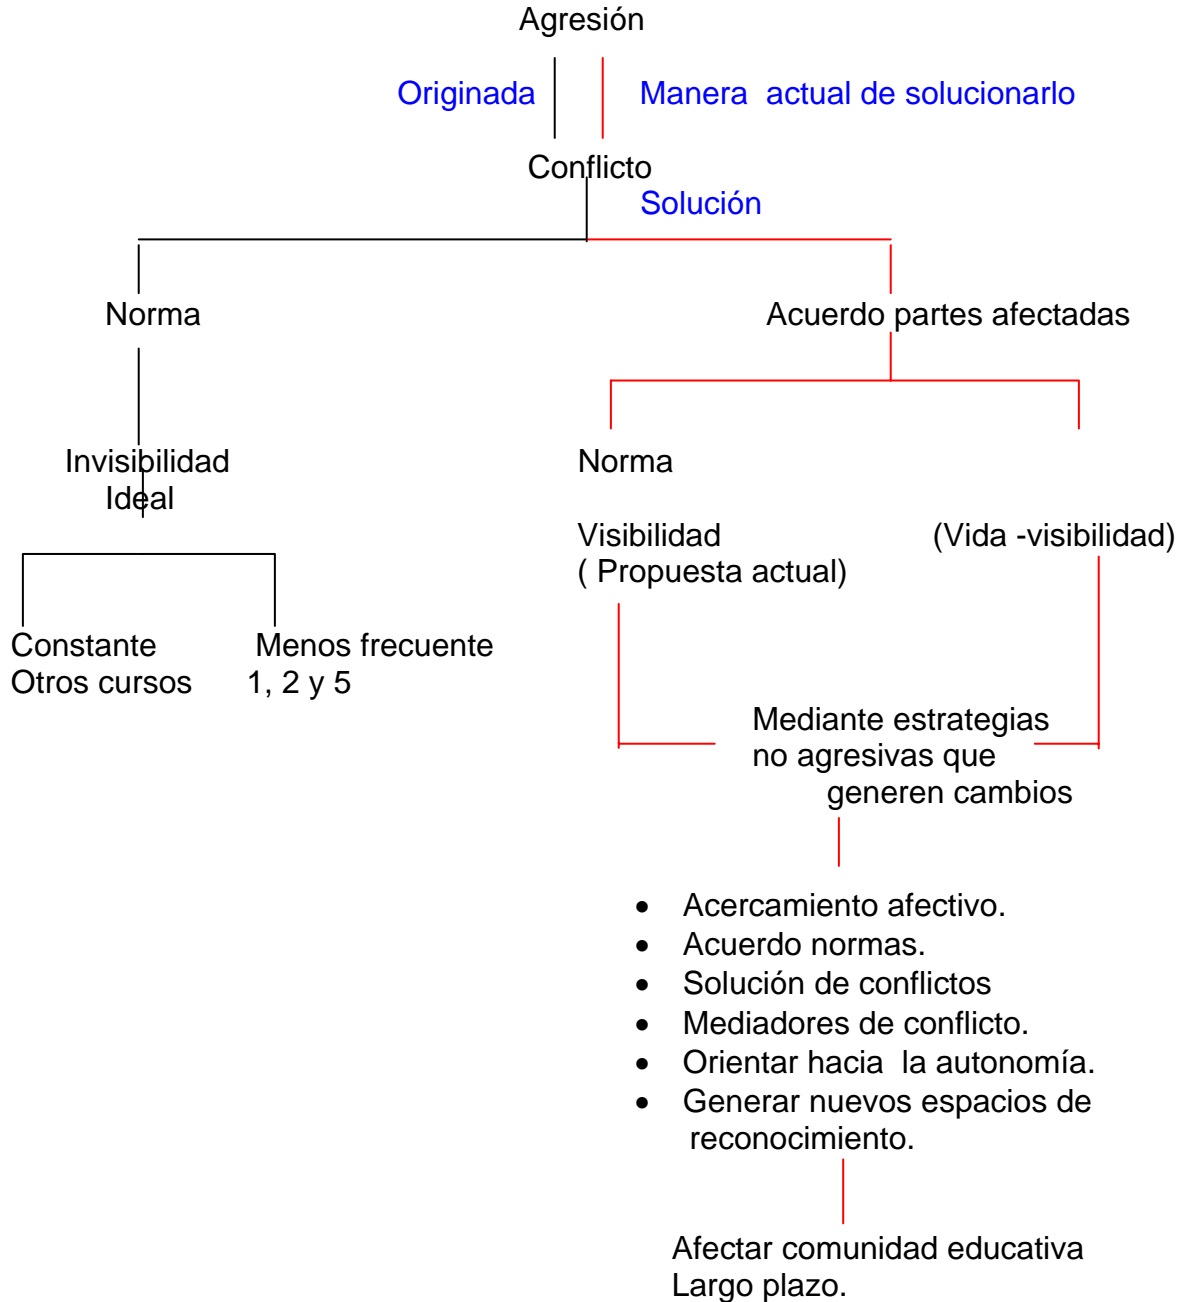 Agresión
Originada
Manera actual de solucionarlo
Conflicto
Solución
Norma
Acuerdo partes afectadas
Invisibilidad
Ideal
Norma
Visibilidad
( Propuesta actual)
(Vida -visibilidad)
Constante
Otros cursos
Menos frecuente
1, 2 y 5
Mediante estrategias
no agresivas que
generen cambios
• Acercamiento afectivo.
• Acuerdo normas.
• Solución de conflictos
• Mediadores de conflicto.
• Orientar hacia la autonomía.
• Generar nuevos espacios de
reconocimiento.
Afectar comunidad educativa
Largo plazo.